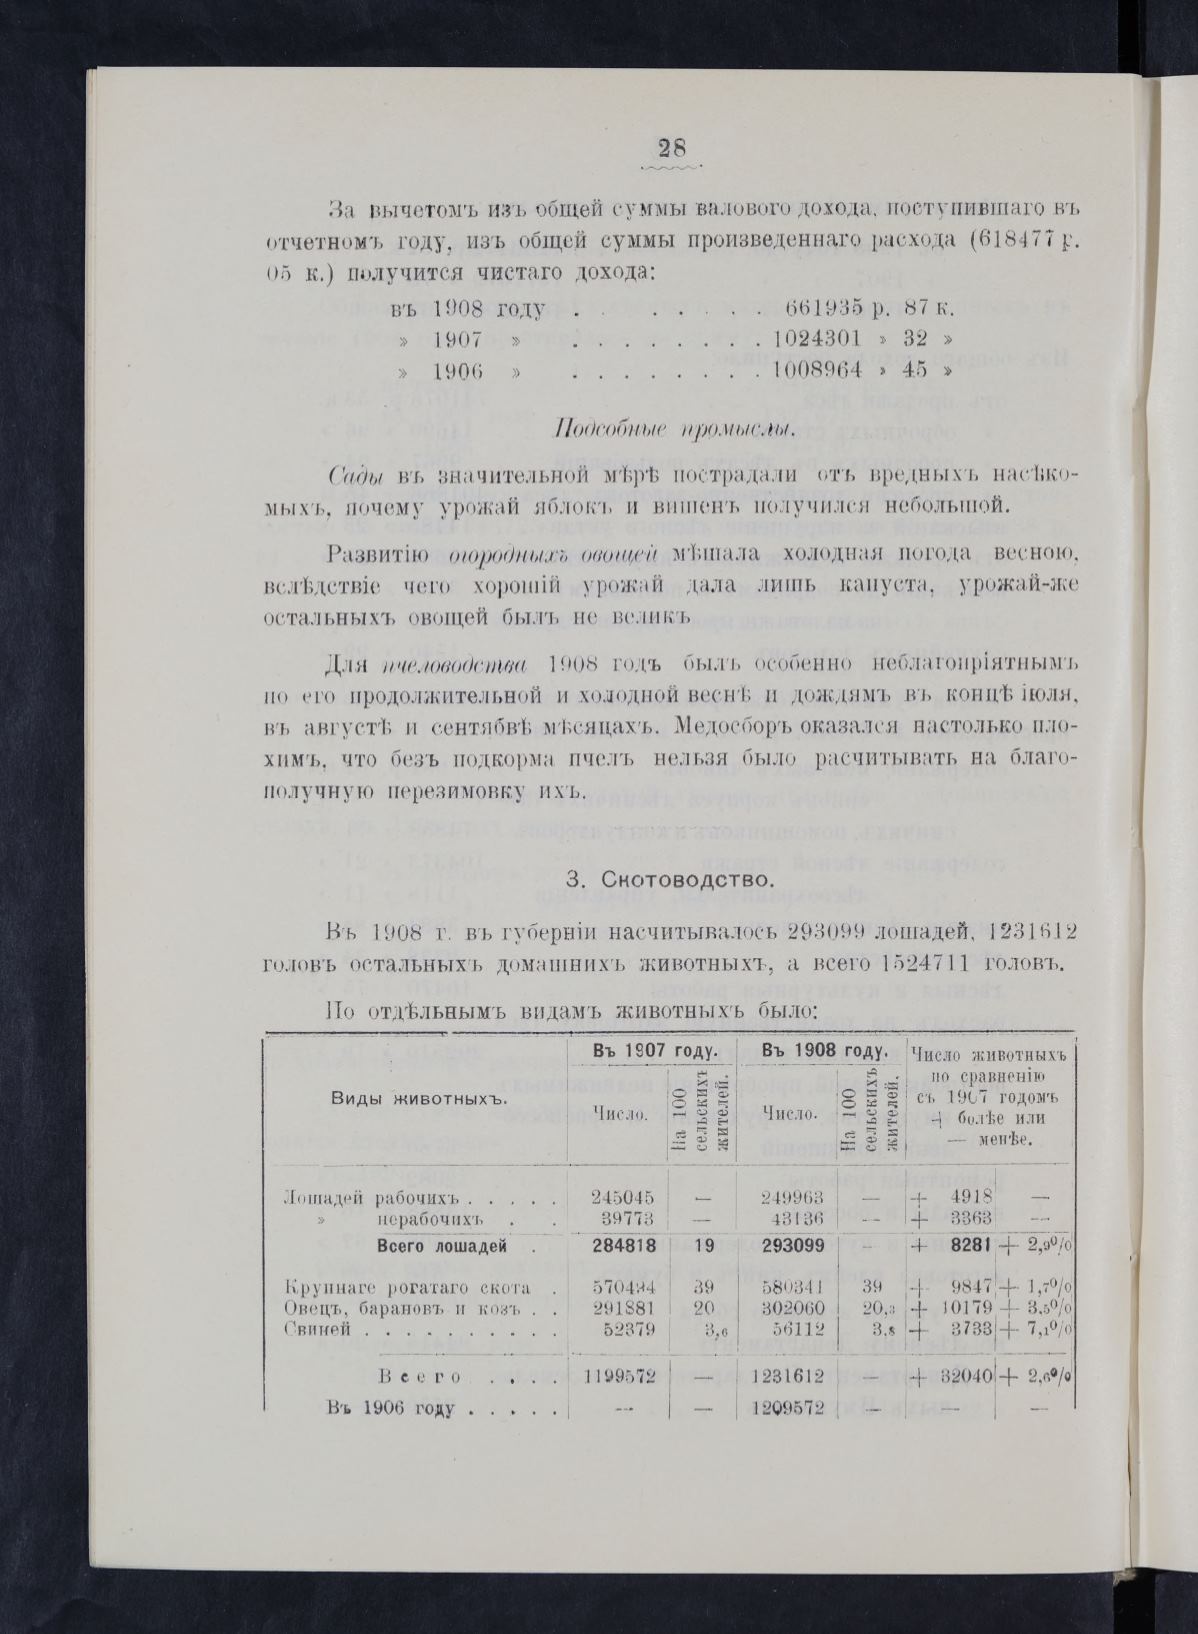 28
За вычетомъ изъ общей суммы валового дохода, поступившаго въ
отчетномъ году, изъ общей суммы произведеннаго расхода (618477 р.
05 к.) получится чистаго дохода:
въ 1908 году . . . . . . 661935 р. 87 к.
» 1907 » . . . . . . . . 1024301 » 32 »
» 1906 » . . . . . . . . 1008964 » 45 »
Подсобные промыслы.
Сады въ значительной мѣрѣ пострадали отъ вредныхъ насѣко-
мыхъ, почему урожай яблокъ и вишенъ получился небольшой.
Развитію огородныхъ овощей мѣшала холодная погода весною,
вслѣдствіе чего хорошій урожай дала лишь капуста, урожай-же
остальныхъ овощей былъ не великъ
Для пчеловодства 1908 годъ былъ особенно неблагопріятнымъ
по его продолжительной и холодной веснѣ и дождямъ въ концѣ іюля,
въ августѣ и сентябвѣ мѣсяцахъ. Медосборъ оказался настолько пло-
химъ, что безъ подкорма пчелъ нельзя было расчитывать на благо-
получную перезимовку ихъ.
3. Скотоводство.
Въ 1908 г. въ губерніи насчитывалось 293099 лошадей, 1231612
головъ остальныхъ домашнихъ животныхъ, а всего 1524711 головъ.
По отдѣльнымъ видамъ животныхъ было:
Виды животныхъ.
Въ 1907 году.
Число.
На 100 сельскихъ жителей.
Въ 1908 году.
Число.
На 100 сельскихъ жителей.
Число животныхъ
по сравненію
съ 1907 годомъ
+ болѣе или
— менѣе.
Лошадей рабочихъ . . . . . 245045 — 249963 — + 4918 —
» нерабочихъ . . 39773 — 43136 — + 3363 —
Всего лошадей . 284818 19 293099 — + 8281 + 2,9%
Крупнаге рогатаго скота . 570494 39 580341 39 + 9847 + 1,7%
Овецъ, барановъ и козъ . . 291881 20 302060 20,3 + 10179 + 3,5%
Свиней . . . . . . . . . . 52379 3,6 56112 3,8 + 3733 + 7,1%
Всего . . . . 1199572 — 1231612 — + 32040 + 2,6%
Въ 1906 году . . . . . — — 1209572 — — —